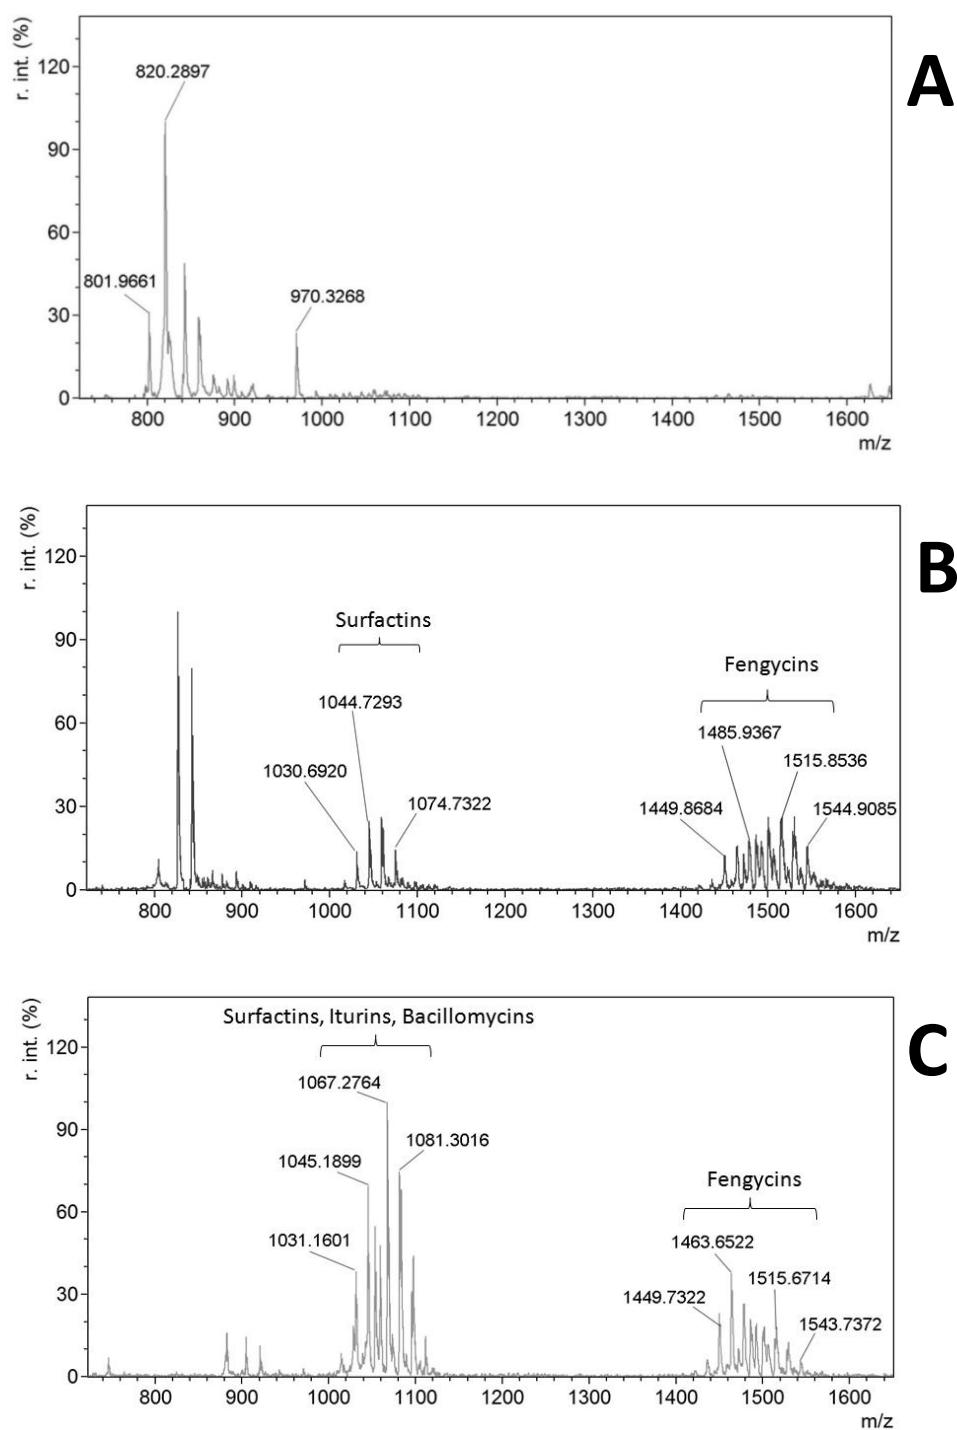 r. int. (%)
A
120
820.2897
90
60
801.9661
970.3268
30
0
800 900 1000 1100 1200 1300 1400 1500 1600
m/z
r. int. (%)
B
120
Surfactins
90
Fengycins
1044.7293
1485.9367
60
1030.6920
1515.8536
1074.7322
1449.8684
1544.9085
30
0
800 900 1000 1100 1200 1300 1400 1500 1600
m/z
r. int. (%)
Surfactins, Iturins, Bacillomycins
C
120
1067.2764
90
1081.3016
1045.1899
Fengycins
60
1031.1601
1463.6522
1515.6714
30
1449.7322
1543.7372
0
800 900 1000 1100 1200 1300 1400 1500 1600
m/z